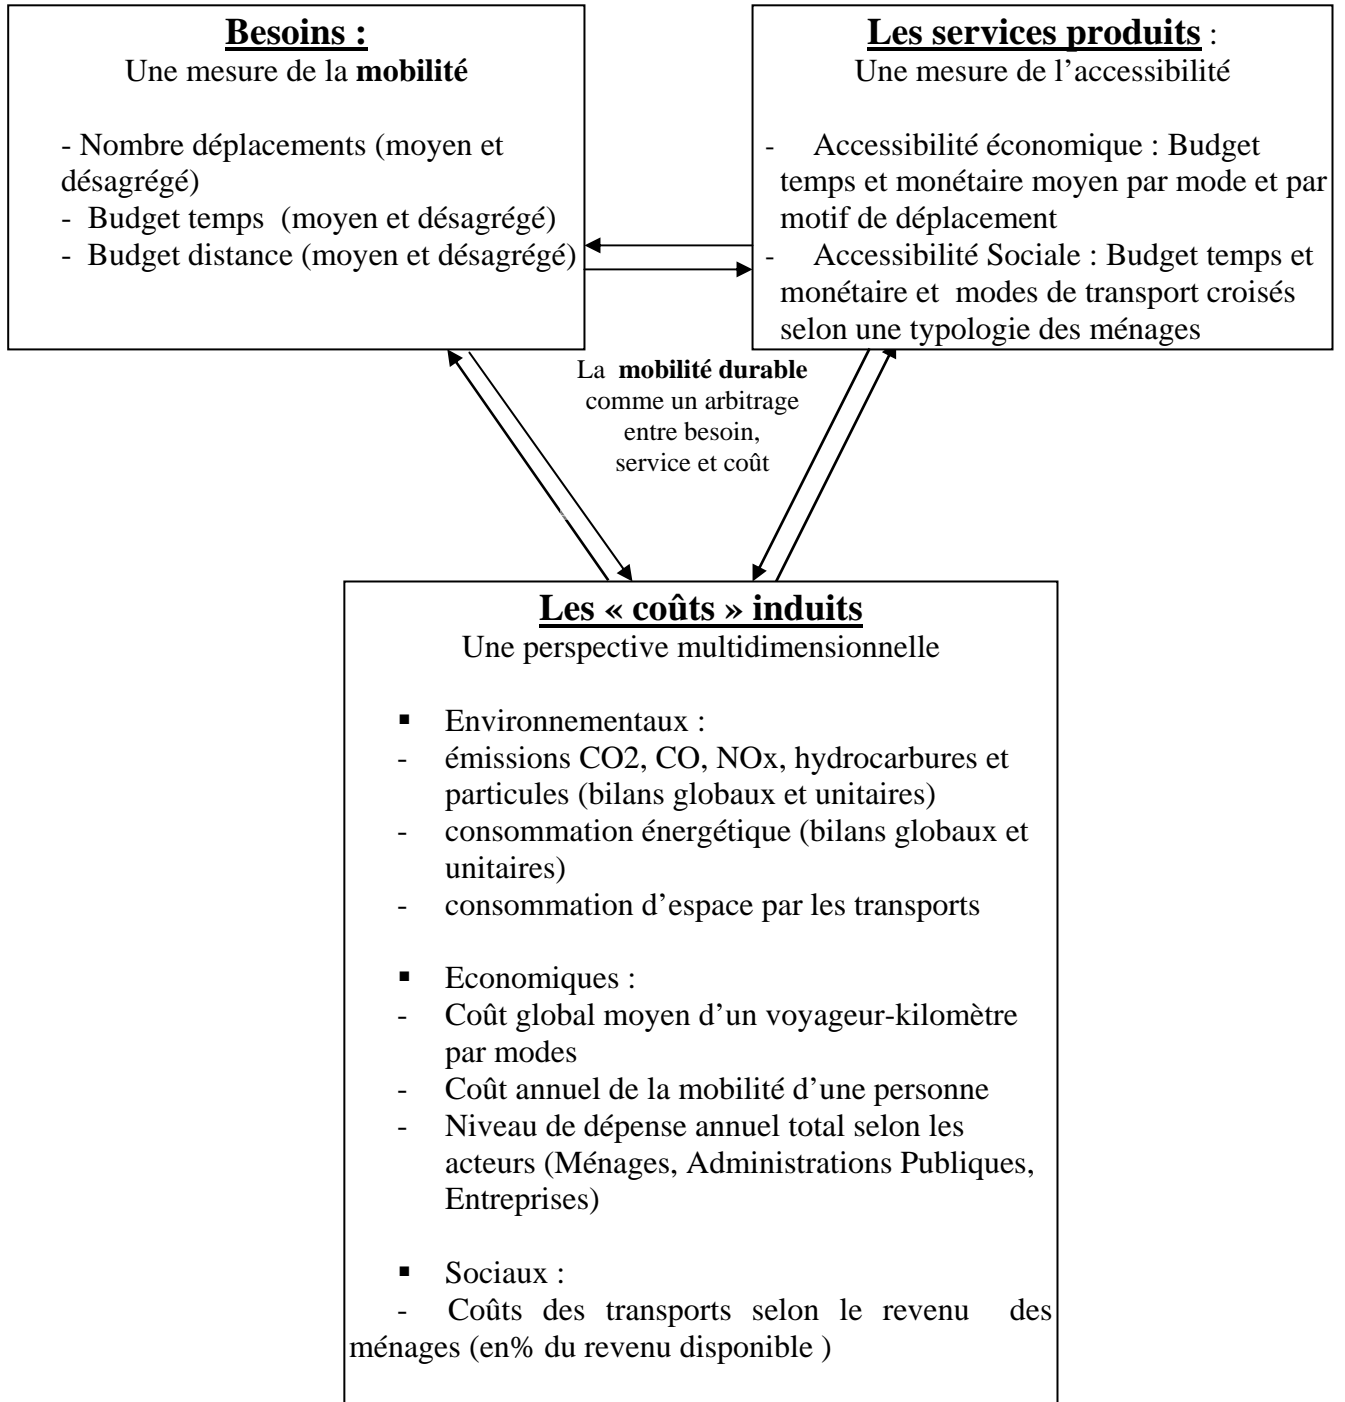 Besoins :
Une mesure de la mobilité
- Nombre déplacements (moyen et
désagrégé)
- Budget temps (moyen et désagrégé)
- Budget distance (moyen et désagrégé)
Les services produits :
Une mesure de l’accessibilité
- Accessibilité économique : Budget
temps et monétaire moyen par mode et par
motif de déplacement
- Accessibilité Sociale : Budget temps et
monétaire et modes de transport croisés
selon une typologie des ménages
La mobilité durable
comme un arbitrage
entre besoin,
service et coût
Les « coûts » induits
Une perspective multidimensionnelle
▪ Environnementaux :
- émissions CO2, CO, NOx, hydrocarbures et
particules (bilans globaux et unitaires)
- consommation énergétique (bilans globaux et
unitaires)
- consommation d’espace par les transports
▪ Economiques :
- Coût global moyen d’un voyageur-kilomètre
par modes
- Coût annuel de la mobilité d’une personne
- Niveau de dépense annuel total selon les
acteurs (Ménages, Administrations Publiques,
Entreprises)
▪ Sociaux :
- Coûts des transports selon le revenu des
ménages (en% du revenu disponible )